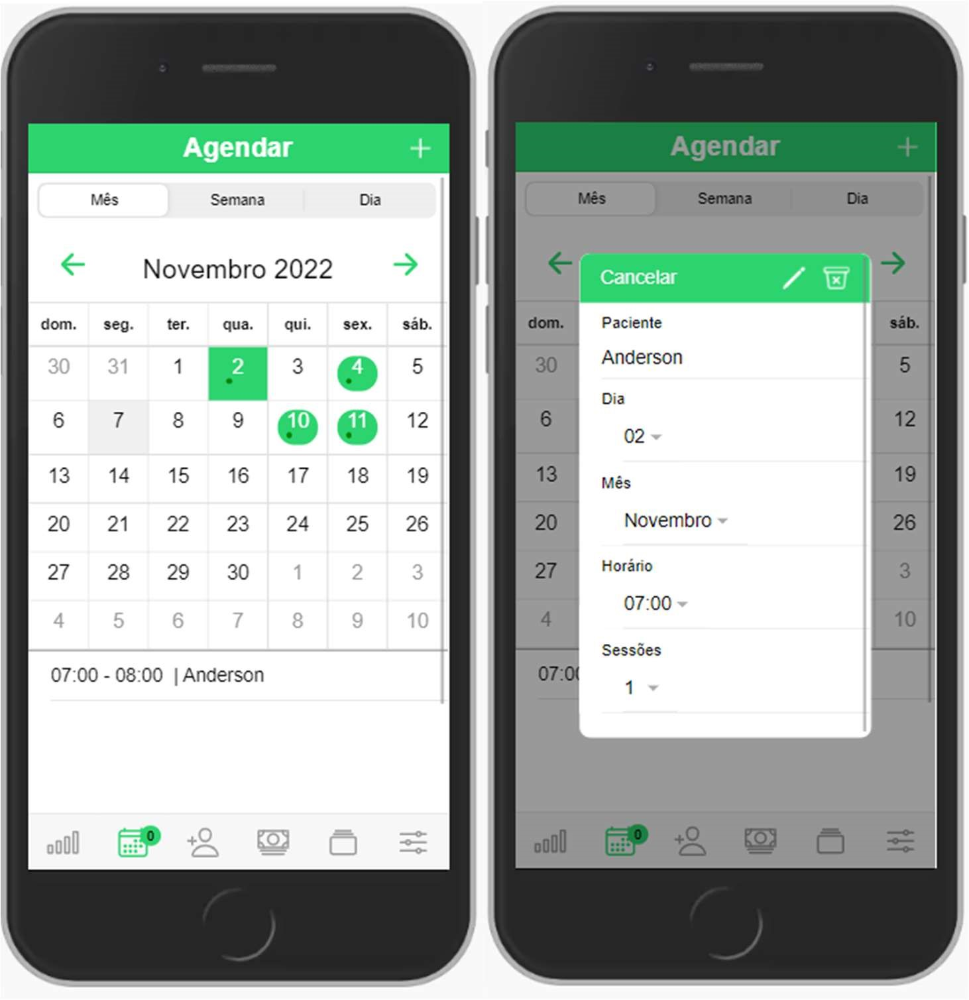 Agendar +
Mês Semana Dia
Novembro 2022
dom. seg. ter. qua. qui. sex. sáb.
30 31 1 2 3 4 5
6 7 8 9 10 11 12
13 14 15 16 17 18 19
20 21 22 23 24 25 26
27 28 29 30 1 2 3
4 5 6 7 8 9 10
07:00 - 08:00 | Anderson
0
Agendar +
Mês Semana Dia
Cancelar
Paciente
Anderson
Dia
02
Mês
Novembro
Horário
07:00
Sessões
1
dom. sáb.
30 5
6 12
13 19
20 26
27 3
4 10
07:00
0